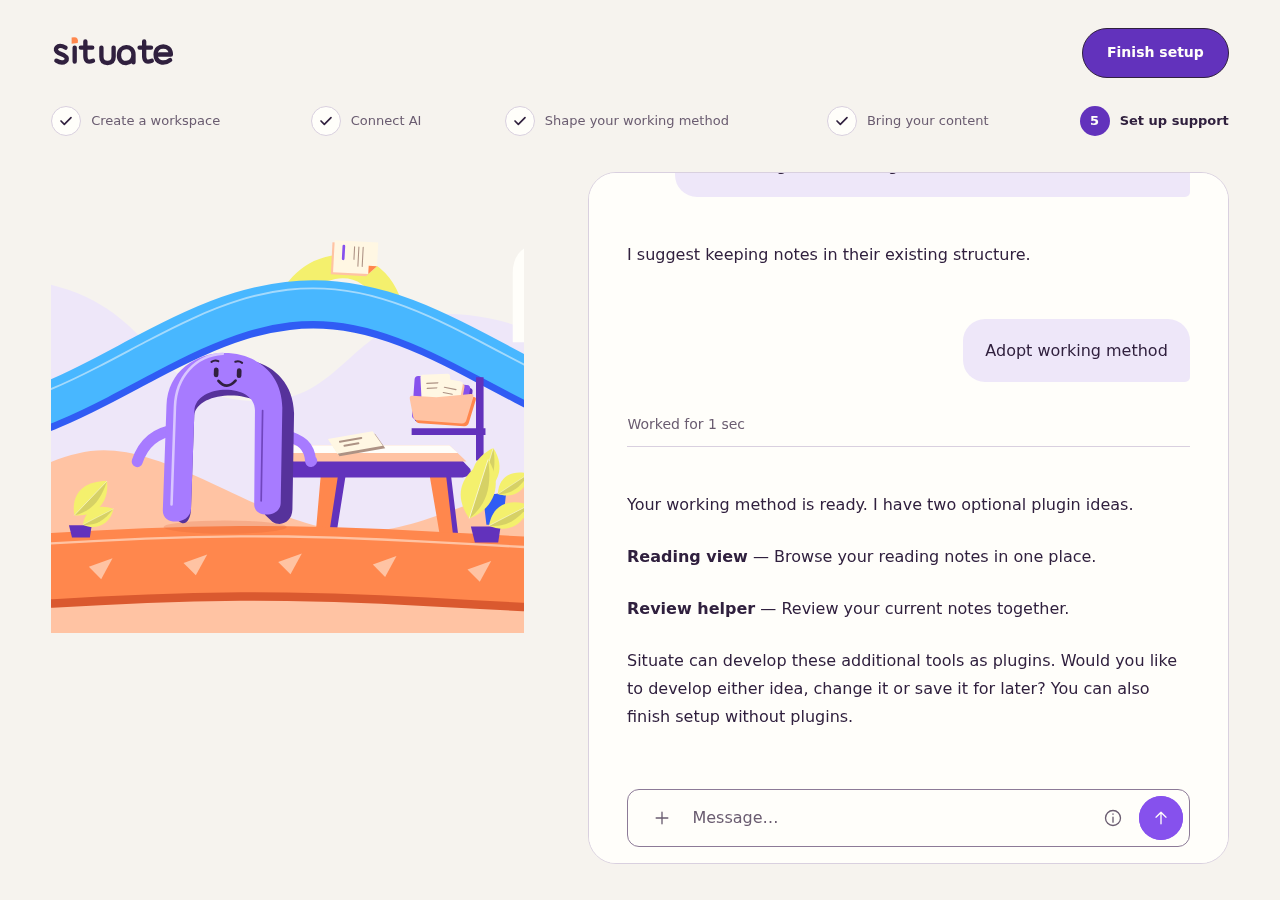 situate
Finish setup
Create a workspace
Connect AI
Shape your working method
Bring your content
5 Set up support
I suggest keeping notes in their existing structure.
Adopt working method
Worked for 1 sec
Your working method is ready. I have two optional plugin ideas.
Reading view — Browse your reading notes in one place.
Review helper — Review your current notes together.
Situate can develop these additional tools as plugins. Would you like
to develop either idea, change it or save it for later? You can also
finish setup without plugins.
Message...